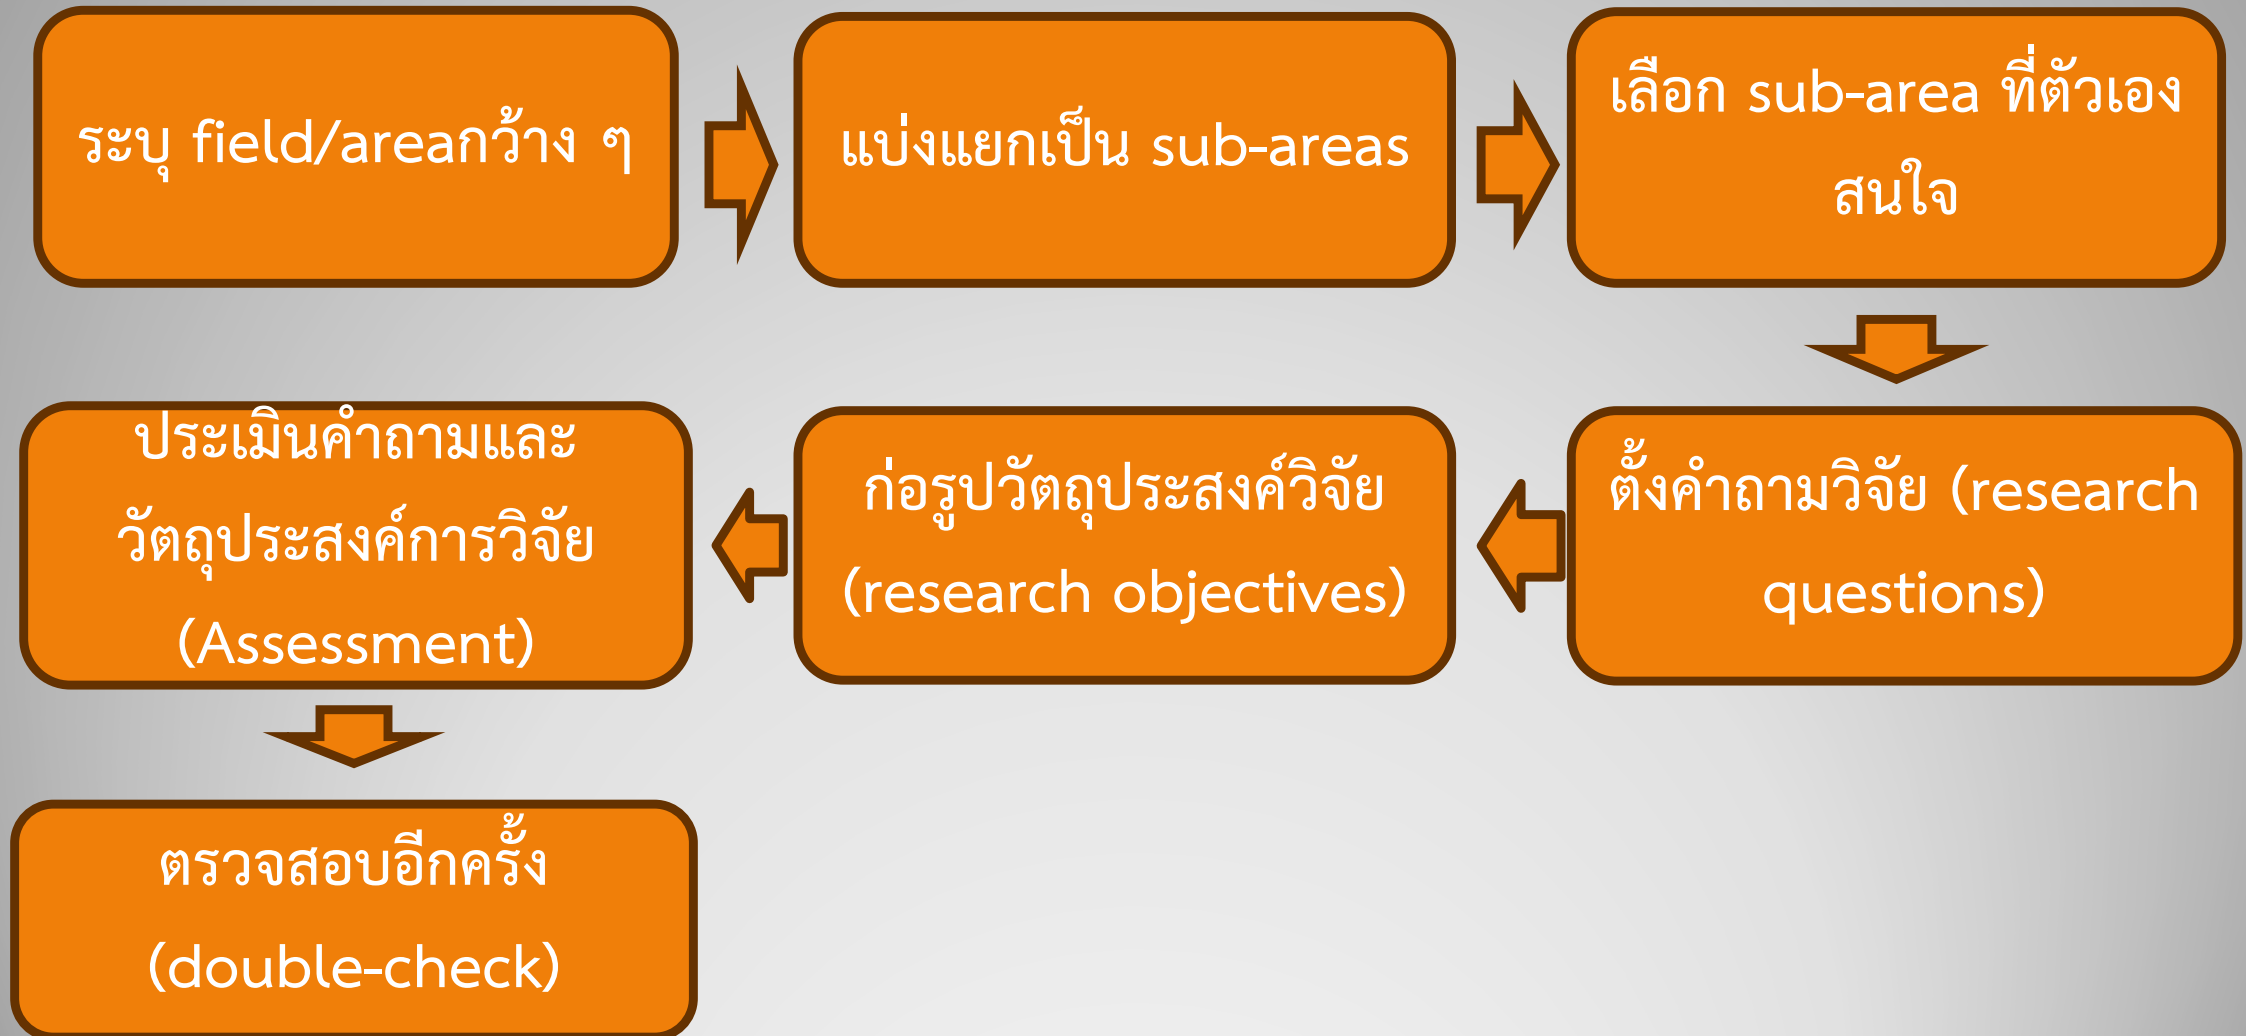 ระบุ field/areaกว้าง ๆ
แบ่งแยกเป็น sub-areas
เลือก sub-area ที่ตัวเอง
สนใจ
ตั้งคำถามวิจัย (research
questions)
ก่อรูปวัตถุประสงค์วิจัย
(research objectives)
ประเมินคำถามและ
วัตถุประสงค์การวิจัย
(Assessment)
ตรวจสอบอีกครั้ง
(double-check)